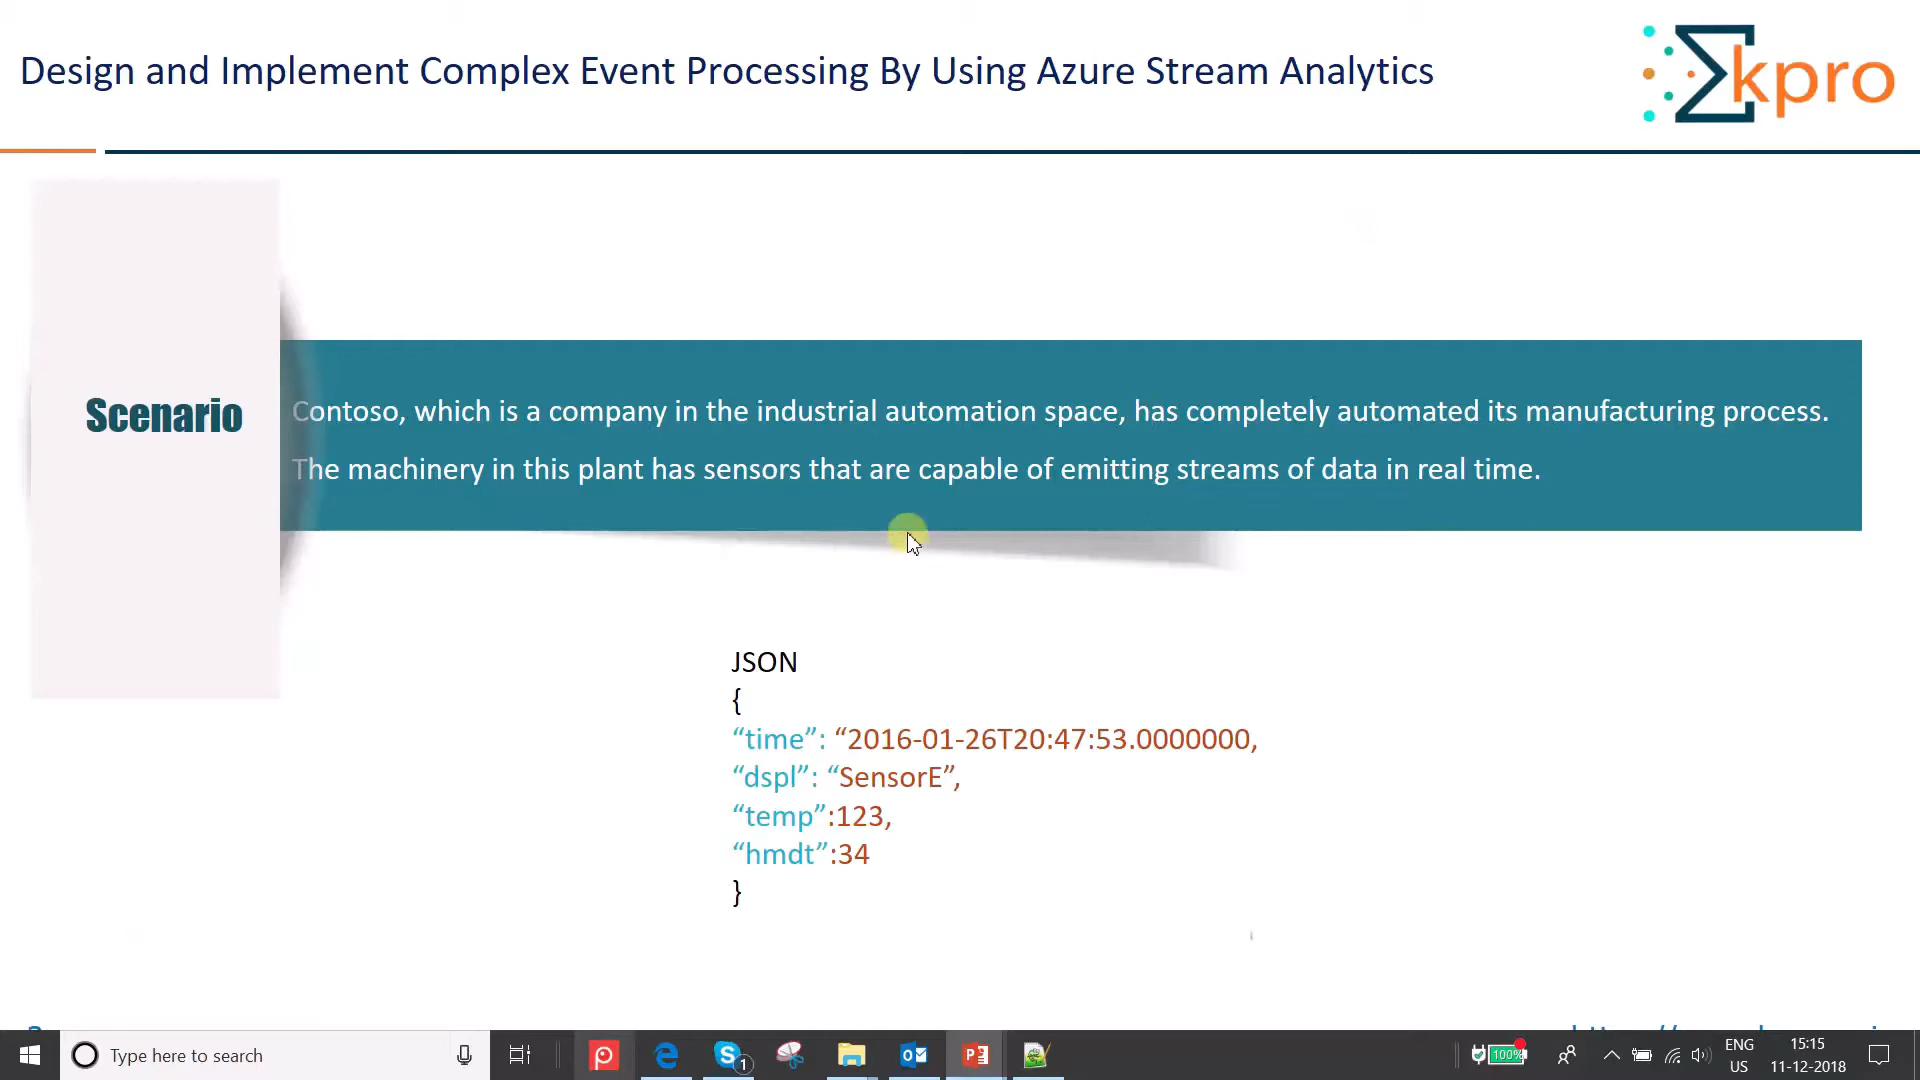 Design and Implement Complex Event Processing By Using Azure Stream Analytics
kpro
Scenario
Contoso, which is a company in the industrial automation space, has completely automated its manufacturing process.
The machinery in this plant has sensors that are capable of emitting streams of data in real time.
JSON
{
“time”: “2016-01-26T20:47:53.0000000,
“dspl”: “SensorE”,
“temp”:123,
“hmdt”:34
}
Type here to search
1
100%
ENG
US
15:15
11-12-2018